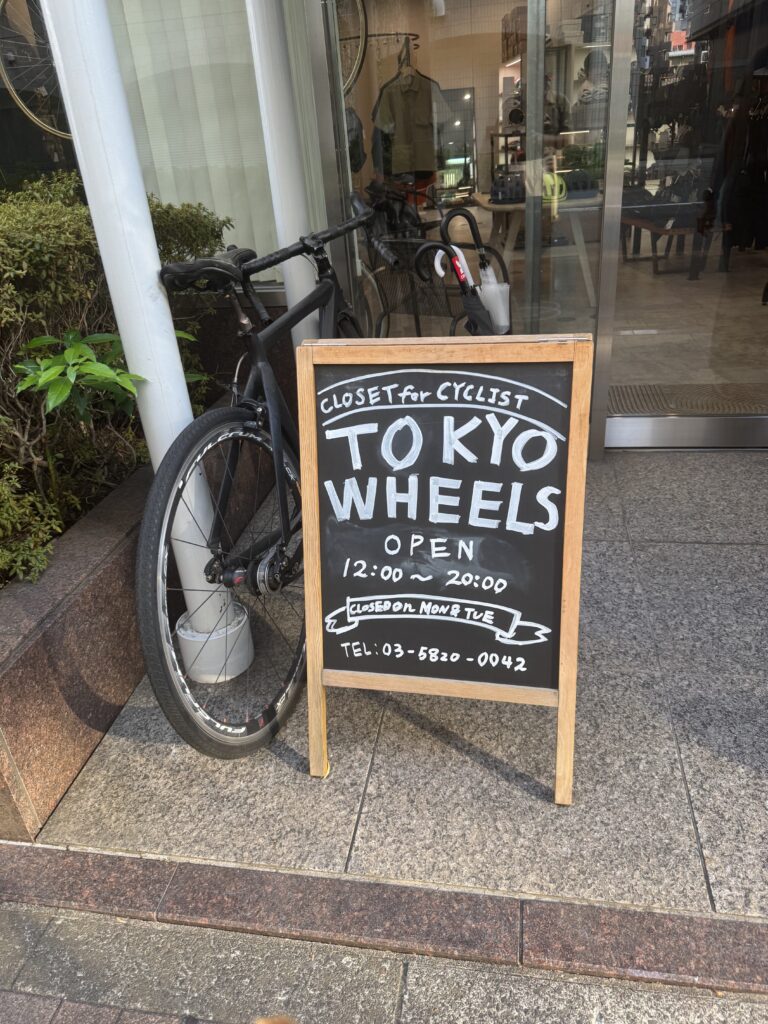 CLOSET for CYCLIST
TOKYO
WHEELS
OPEN
12:00～20:00
CLOSED on MON & TUE
TEL:03-5820-0042